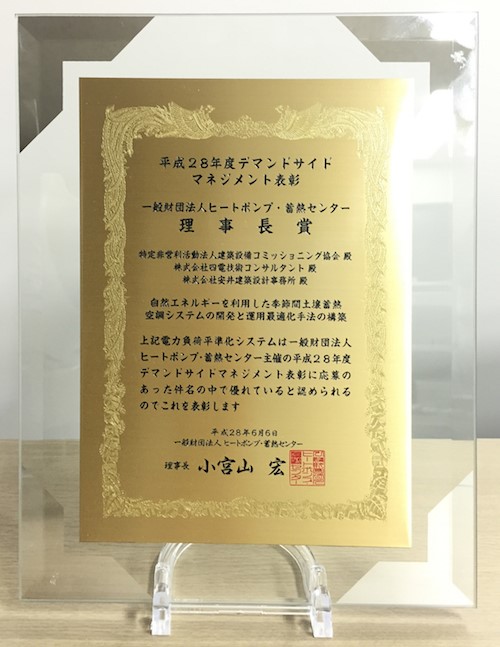 平成28年度デマンドサイド
マネジメント表彰
一般財団法人ヒートポンプ・蓄熱センター
理事長賞
特定非営利活動法人建築設備コミッショニング協会 殿
株式会社四電技術コンサルタント 殿
株式会社安井建築設計事務所 殿
自然エネルギーを利用した季節間土壌蓄熱
空調システムの開発と運用最適化手法の構築
上記電力負荷平準化システムは一般財団法人
ヒートポンプ・蓄熱センター主催の平成28年度
デマンドサイドマネジメント表彰に応募の
あった件名の中で優れていると認められる
のでこれを表彰します
平成28年6月6日
一般財団法人 ヒートポンプ・蓄熱センター
理事長 小宮山 宏